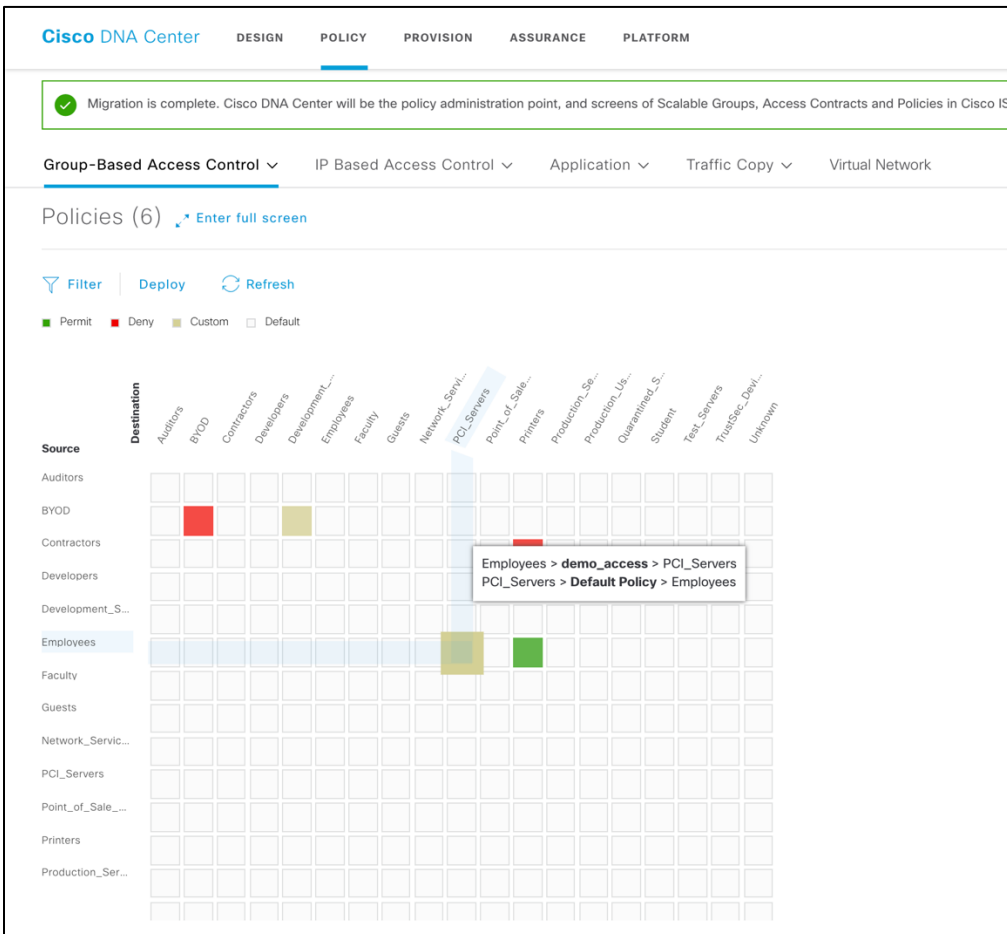 Cisco DNA Center DESIGN POLICY PROVISION ASSURANCE PLATFORM
Migration is complete. Cisco DNA Center will be the policy administration point, and screens of Scalable Groups, Access Contracts and Policies in Cisco IS
Group-Based Access Control IP Based Access Control Application Traffic Copy Virtual Network
Policies (6) Enter full screen
Filter Deploy Refresh
Permit Deny Custom Default
Destination
Auditors
BYOD
Contractors
Developers
Development_...
Employees
Faculty
Guests
Network_Servi...
PCI_Servers
Point_of_Sale...
Printers
Production_Se...
Production_Us...
Quarantined_S...
Student
Test_Servers
TrustSec_Devi...
Unknown
Source
Auditors
BYOD
Contractors
Employees > demo_access > PCI_Servers
PCI_Servers > Default Policy > Employees
Developers
Development_S...
Employees
Faculty
Guests
Network_Servic...
PCI_Servers
Point_of_Sale_...
Printers
Production_Ser...